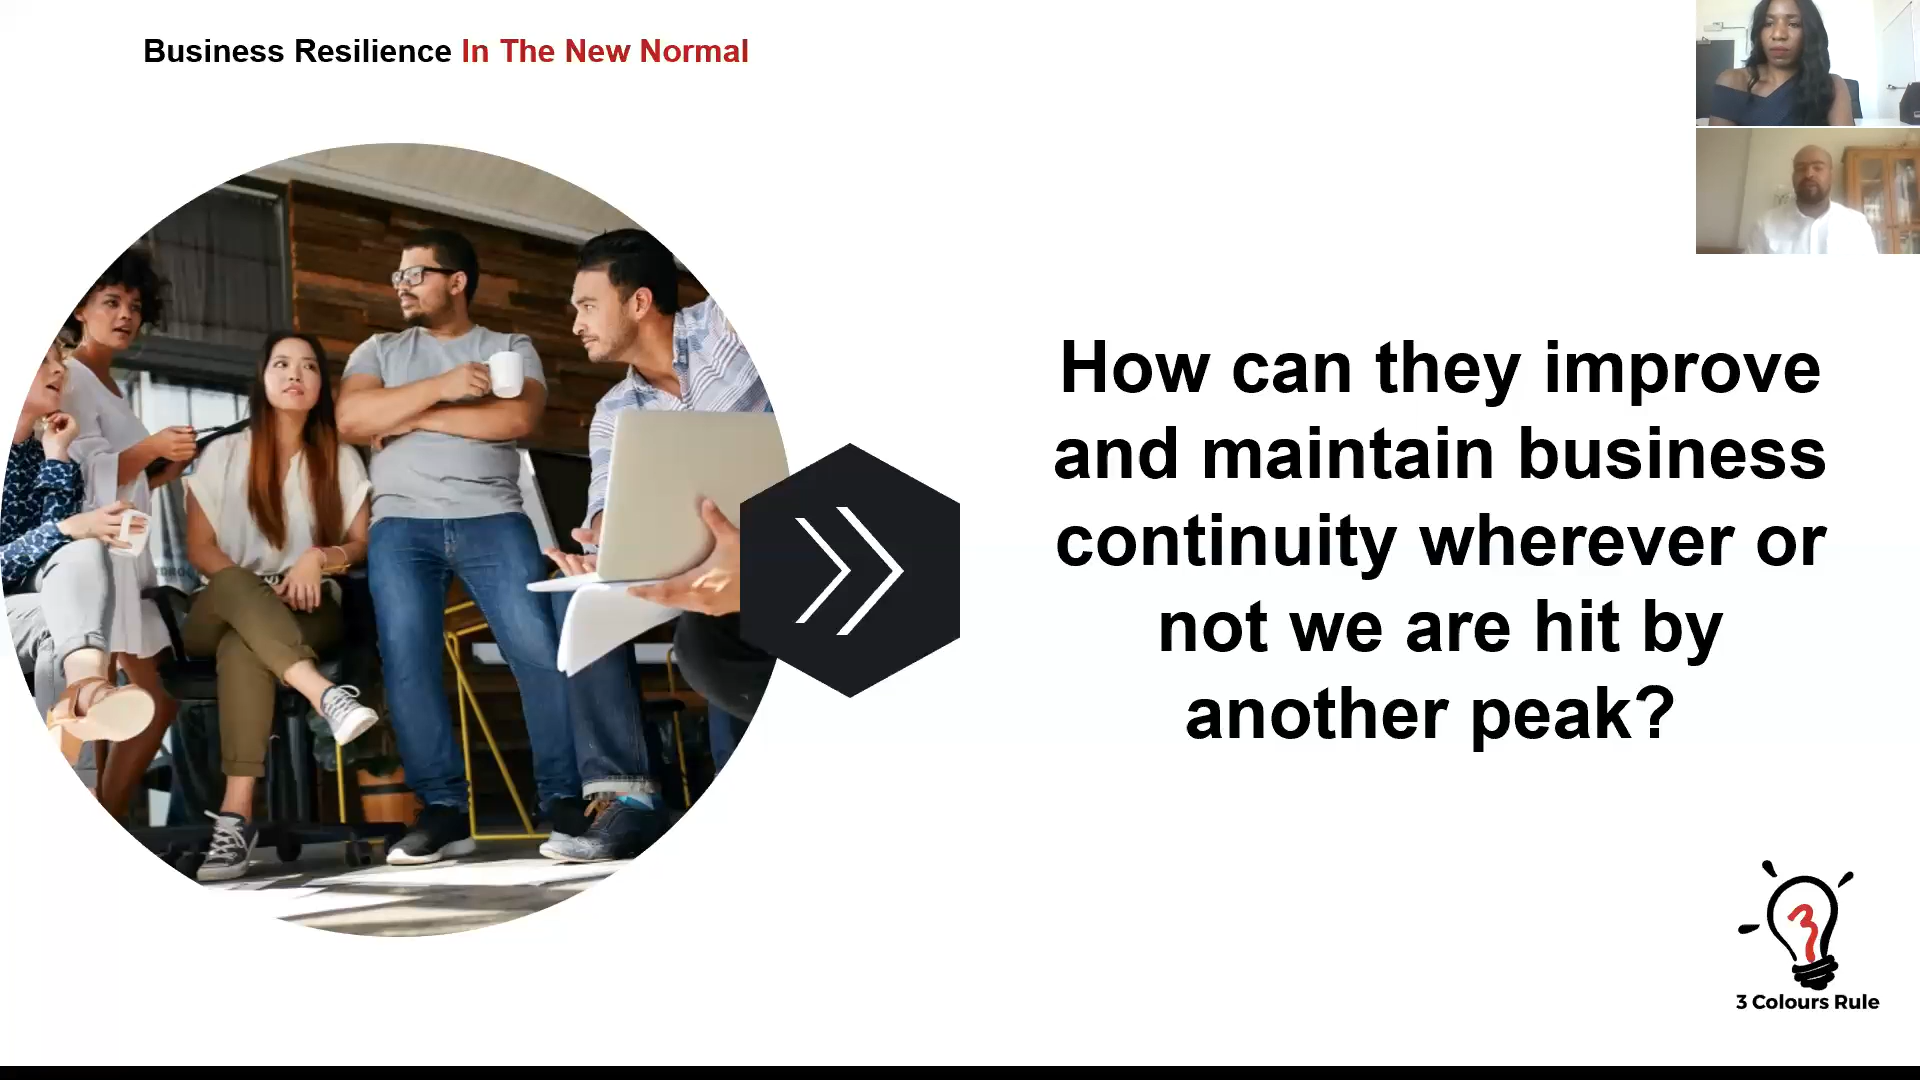 Business Resilience In The New Normal
How can they improve
and maintain business
continuity wherever or
not we are hit by
another peak?
3
3 Colours Rule